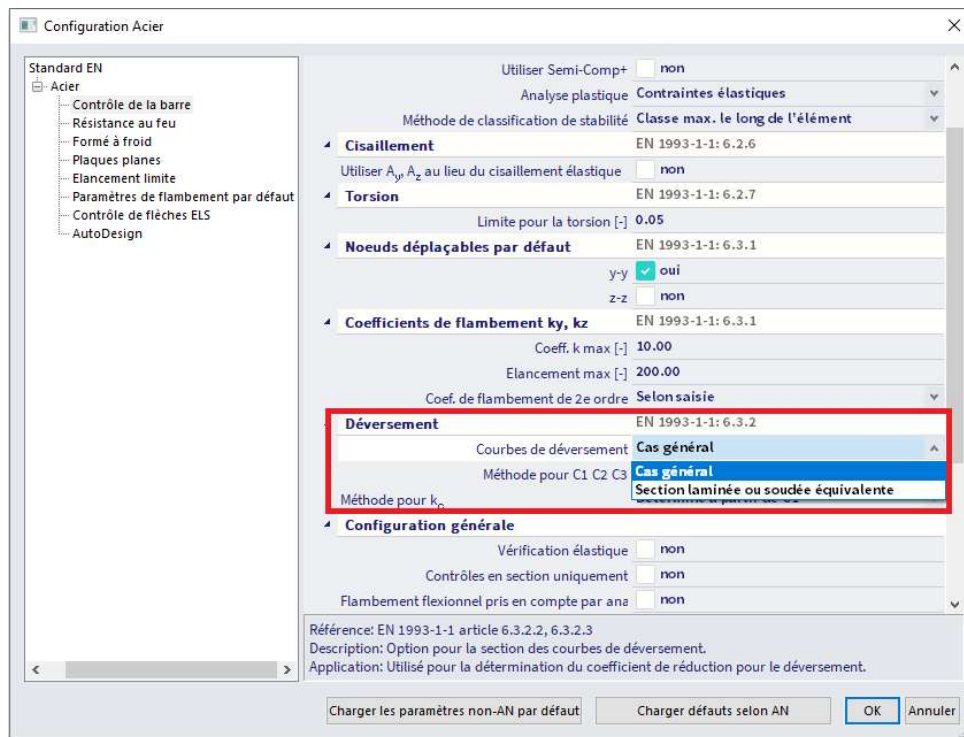 Configuration Acier
Standard EN
Acier
Contrôle de la barre
Résistance au feu
Formé à froid
Plaques planes
Elancement limite
Paramètres de flambement par défaut
Contrôle de flèches ELS
AutoDesign
Utiliser Semi-Comp+ non
Analyse plastique Contraintes élastiques
Méthode de classification de stabilité Classe max. le long de l'élément
Cisaillement EN 1993-1-1: 6.2.6
Utiliser Ay, Az au lieu du cisaillement élastique non
Torsion EN 1993-1-1: 6.2.7
Limite pour la torsion [-] 0.05
Noeuds déplaçables par défaut EN 1993-1-1: 6.3.1
y-y oui
z-z non
Coefficients de flambement ky, kz EN 1993-1-1: 6.3.1
Coeff. k max [-] 10.00
Elancement max [-] 200.00
Coef. de flambement de 2e ordre Selon saisie
Déversement EN 1993-1-1: 6.3.2
Courbes de déversement Cas général
Méthode pour C1 C2 C3 Cas général
Section laminée ou soudée équivalente
Méthode pour kc
Configuration générale
Vérification élastique non
Contrôles en section uniquement non
Flambement flexionnel pris en compte par ana non
Référence: EN 1993-1-1 article 6.3.2.2, 6.3.2.3
Description: Option pour la section des courbes de déversement.
Application: Utilisé pour la détermination du coefficient de réduction pour le déversement.
Charger les paramètres non-AN par défaut Charger défauts selon AN OK Annuler